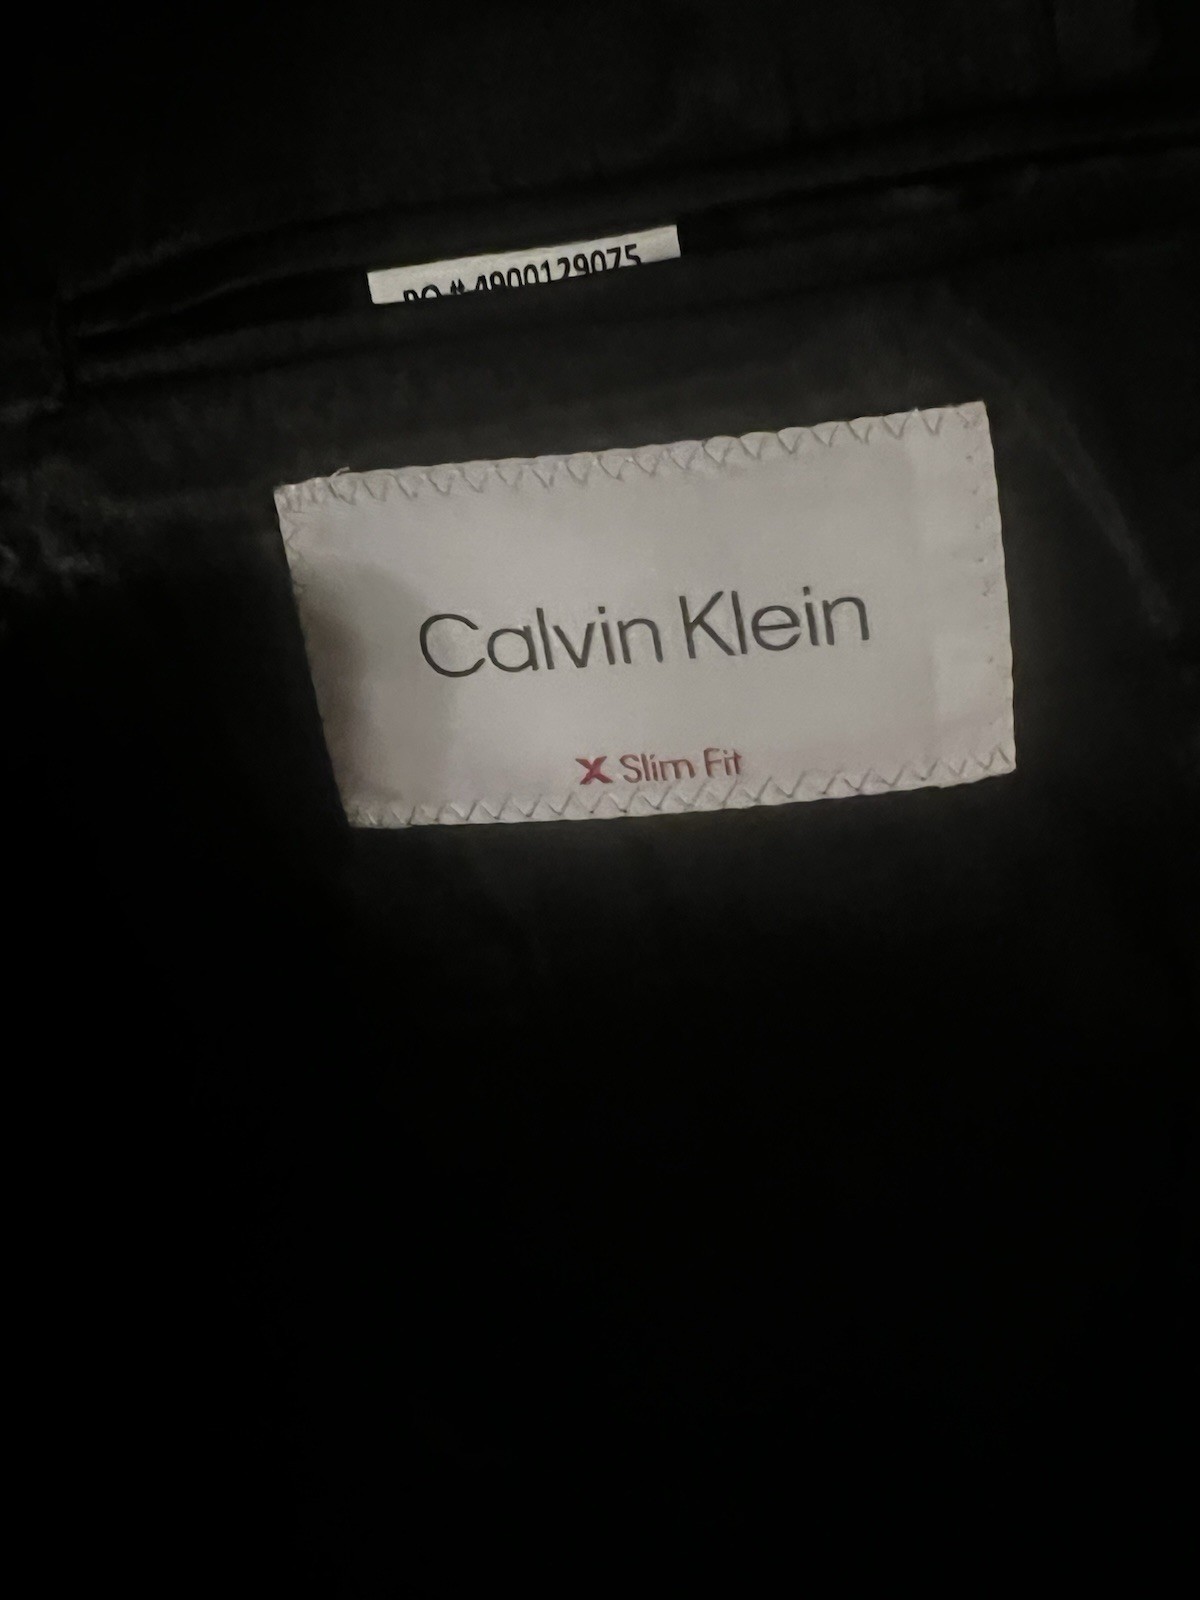 PO # 4900129075
Calvin Klein
X Slim Fit